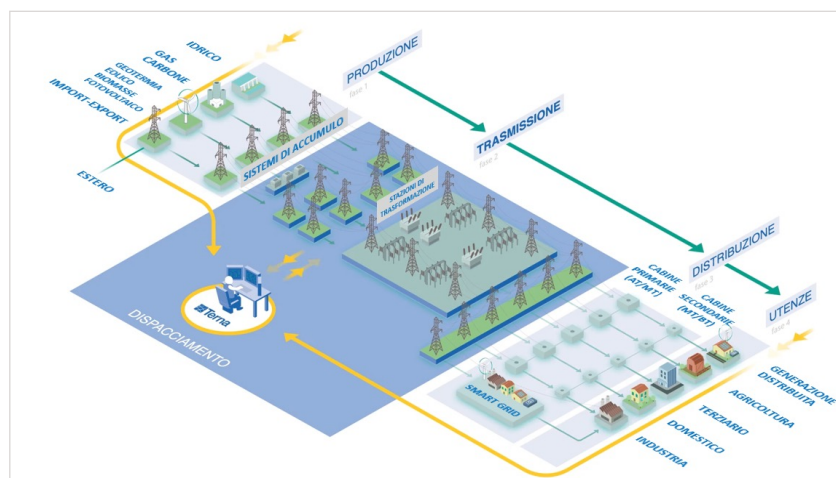 IDRICO
GAS
CARBONE
GEOTERMIA
EOLICO
BIOMASSE
FOTOVOLTAICO
IMPORT-EXPORT
ESTERO
PRODUZIONE
fase 1
TRASMISSIONE
fase 2
DISTRIBUZIONE
fase 3
UTENZE
fase 4
SISTEMI DI ACCUMULO
STAZIONI DI
TRASFORMAZIONE
Terna
DISPACCIAMENTO
CABINE
PRIMARIE
(AT/MT)
CABINE
SECONDARIE
(MT/BT)
SMART GRID
GENERAZIONE
DISTRIBUITA
AGRICOLTURA
TERZIARIO
DOMESTICO
INDUSTRIA